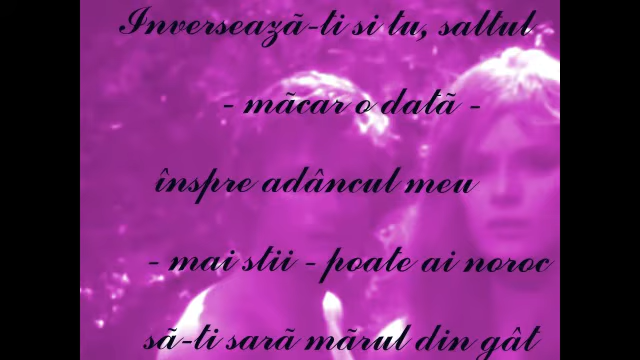 Inversează-ti si tu, saltul
- măcar o dată -
înspre adâncul meu
- mai stii - poate ai noroc
să-ti sară mărul din gât